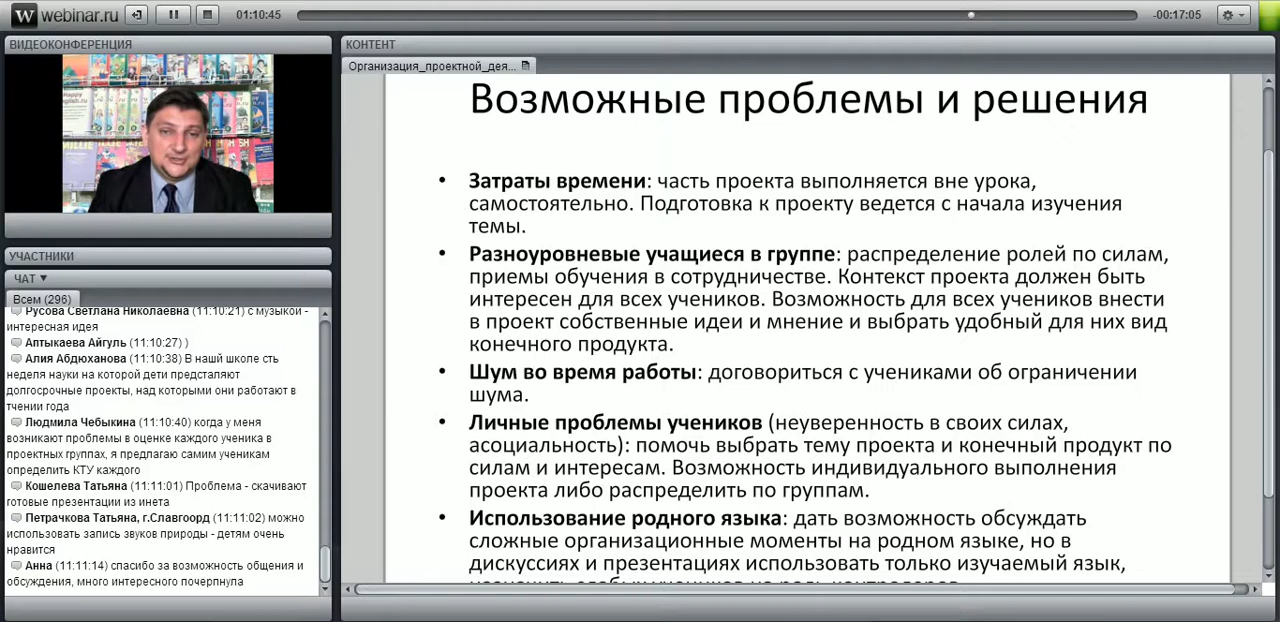 webinar.ru
01:10:45
-00:17:05
ВИДЕОКОНФЕРЕНЦИЯ
УЧАСТНИКИ
ЧАТ
Всем (296)
Русова Светлана Николаевна (11:10:21) с музыкой -
интересная идея
Аптыкаева Айгуль (11:10:27) )
Алия Абдюханова (11:10:38) В нашй школе сть
неделя науки на которой дети предсталяют
долгосрочные проекты, над которыми они работают в
тчении года
Людмила Чебыкина (11:10:40) когда у меня
возникают проблемы в оценке каждого ученика в
проектных группах, я предлагаю самим ученикам
определить КТУ каждого
Кошелева Татьяна (11:11:01) Проблема - скачивают
готовые презентации из инета
Петрачкова Татьяна, г.Славгоорд (11:11:02) можно
использовать запись звуков природы - детям очень
нравится
Анна (11:11:14) спасибо за возможность общения и
обсуждения, много интересного почерпнула
КОНТЕНТ
Организация_проектной_дея...
Возможные проблемы и решения
• Затраты времени: часть проекта выполняется вне урока,
самостоятельно. Подготовка к проекту ведется с начала изучения
темы.
• Разноуровневые учащиеся в группе: распределение ролей по силам,
приемы обучения в сотрудничестве. Контекст проекта должен быть
интересен для всех учеников. Возможность для всех учеников внести
в проект собственные идеи и мнение и выбрать удобный для них вид
конечного продукта.
• Шум во время работы: договориться с учениками об ограничении
шума.
• Личные проблемы учеников (неуверенность в своих силах,
асоциальность): помочь выбрать тему проекта и конечный продукт по
силам и интересам. Возможность индивидуального выполнения
проекта либо распределить по группам.
• Использование родного языка: дать возможность обсуждать
сложные организационные моменты на родном языке, но в
дискуссиях и презентациях использовать только изучаемый язык,